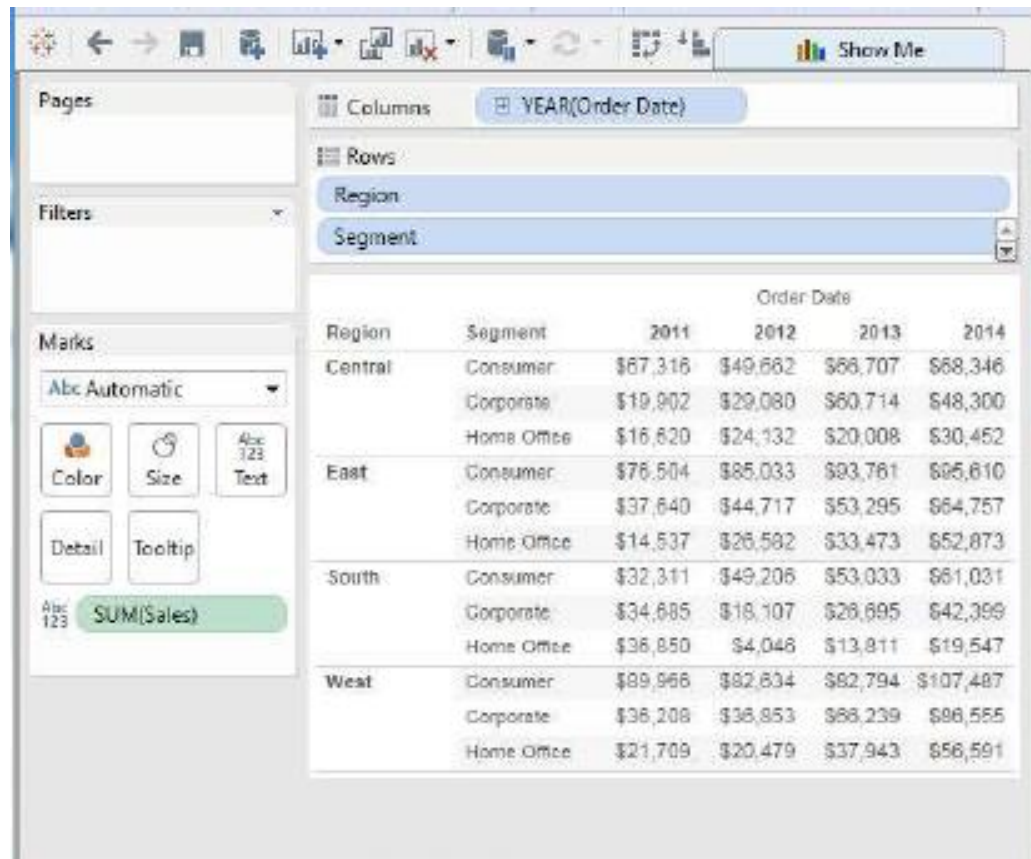 Show Me
Pages
Columns
YEAR(Order Date)
Rows
Region
Segment
Filters
Marks
Abc Automatic
Color
Size
Abc
123
Text
Detail
Tooltip
Abc
123
SUM(Sales)
Order Date
Region Segment 2011 2012 2013 2014
Central Consumer $67,316 $49,662 $66,707 $68,346
Corporate $19,902 $29,080 $60,714 $48,300
Home Office $16,620 $24,132 $20,008 $30,452
East Consumer $76,504 $85,033 $93,761 $95,610
Corporate $37,640 $44,717 $53,295 $64,757
Home Office $14,537 $26,582 $33,473 $52,873
South Consumer $32,311 $49,206 $53,033 $61,031
Corporate $34,685 $18,107 $26,695 $42,399
Home Office $36,850 $4,046 $13,811 $19,547
West Consumer $89,966 $82,634 $82,794 $107,487
Corporate $36,208 $36,853 $66,239 $86,555
Home Office $21,709 $20,479 $37,943 $56,591